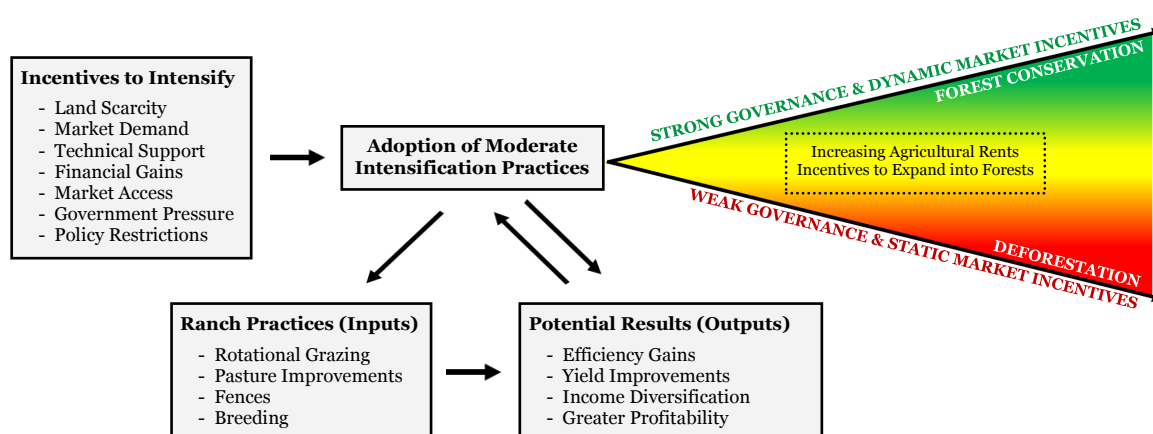 Incentives to Intensify
- Land Scarcity
- Market Demand
- Technical Support
- Financial Gains
- Market Access
- Government Pressure
- Policy Restrictions
Adoption of Moderate
Intensification Practices
STRONG GOVERNANCE & DYNAMIC MARKET INCENTIVES
FOREST CONSERVATION
Increasing Agricultural Rents
Incentives to Expand into Forests
DEFORESTATION
WEAK GOVERNANCE & STATIC MARKET INCENTIVES
Ranch Practices (Inputs)
- Rotational Grazing
- Pasture Improvements
- Fences
- Breeding
Potential Results (Outputs)
- Efficiency Gains
- Yield Improvements
- Income Diversification
- Greater Profitability